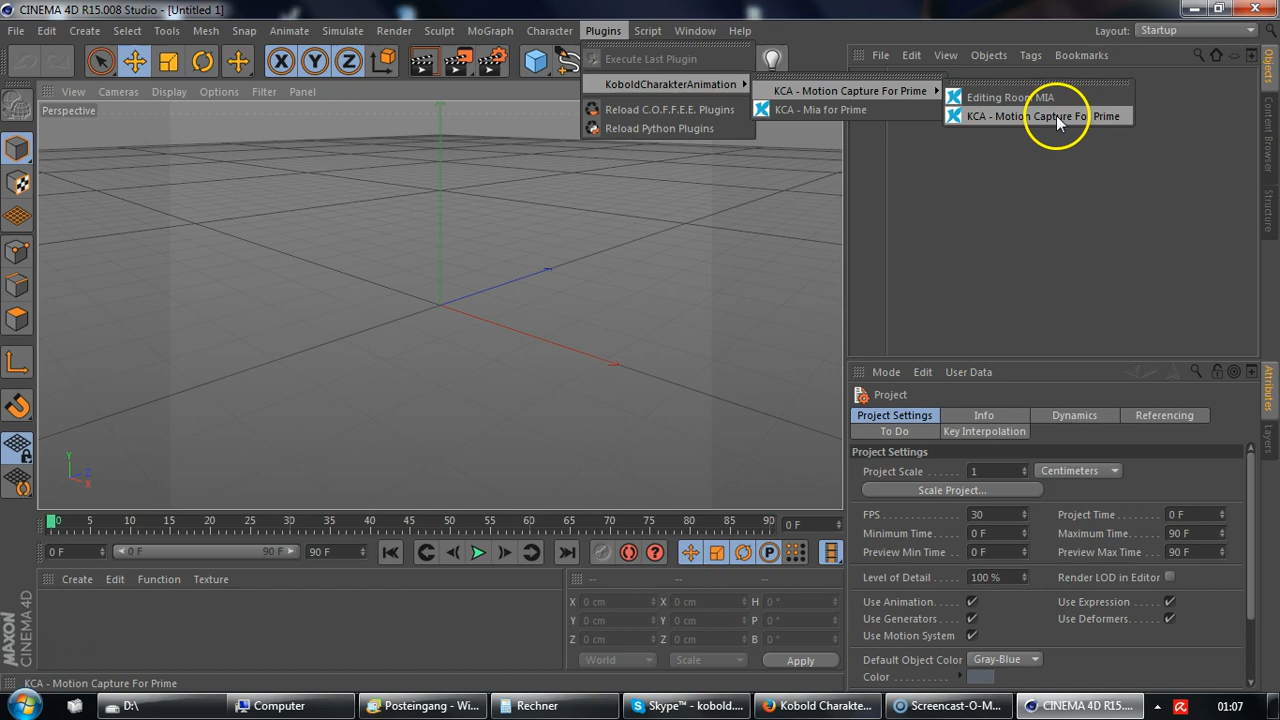 CINEMA 4D R15.008 Studio - [Untitled 1]
File Edit Create Select Tools Mesh Snap Animate Simulate Render Sculpt MoGraph Character Plugins Script Window Help
Layout: Startup
X Y Z
Execute Last Plugin
KoboldCharakterAnimation
Reload C.O.F.F.E.E. Plugins
Reload Python Plugins
KCA - Motion Capture For Prime
KCA - Mia for Prime
Editing Room MIA
KCA - Motion Capture For Prime
File Edit View Objects Tags Bookmarks
View Cameras Display Options Filter Panel
Perspective
Y
Z
X
Objects
Content Browser
Structure
Attributes
Layers
Mode Edit User Data
Project
Project Settings Info Dynamics Referencing
To Do Key Interpolation
Project Settings
Project Scale ...... 1 Centimeters
Scale Project...
FPS 30 Project Time 0 F
Minimum Time 0 F Maximum Time 90 F
Preview Min Time 0 F Preview Max Time 90 F
Level of Detail 100 % Render LOD in Editor
Use Animation Use Expression
Use Generators Use Deformers
Use Motion System
Default Object Color Gray-Blue
Color
0 5 10 15 20 25 30 35 40 45 50 55 60 65 70 75 80 85 90 0 F
0 F 0 F 90 F 90 F
P
Create Edit Function Texture
-- -- --
X 0 cm X 0 cm H 0 °
Y 0 cm Y 0 cm P 0 °
Z 0 cm Z 0 cm B 0 °
World Scale Apply
MAXON
CINEMA 4D
KCA - Motion Capture For Prime
D:\ Computer Posteingang - Wi... Rechner Skype™ - kobold.... Kobold Charakte... Screencast-O-M... CINEMA 4D R15.... 01:07